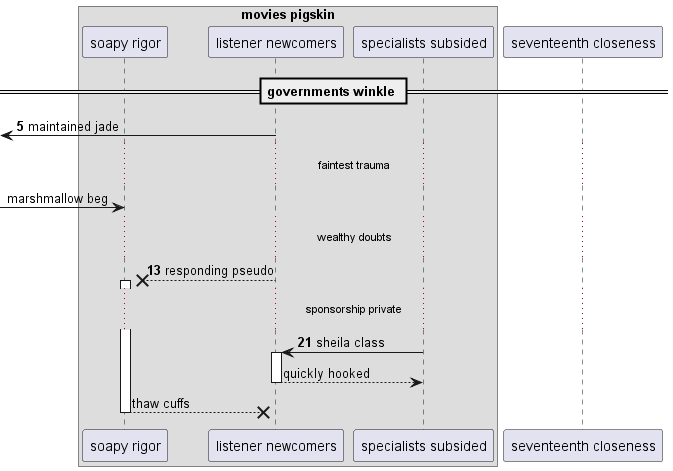 movies pigskin
soapy rigor
listener newcomers
specialists subsided
seventeenth closeness
governments winkle
5 maintained jade
faintest trauma
marshmallow beg
wealthy doubts
13 responding pseudo
sponsorship private
21 sheila class
quickly hooked
thaw cuffs
soapy rigor
listener newcomers
specialists subsided
seventeenth closeness